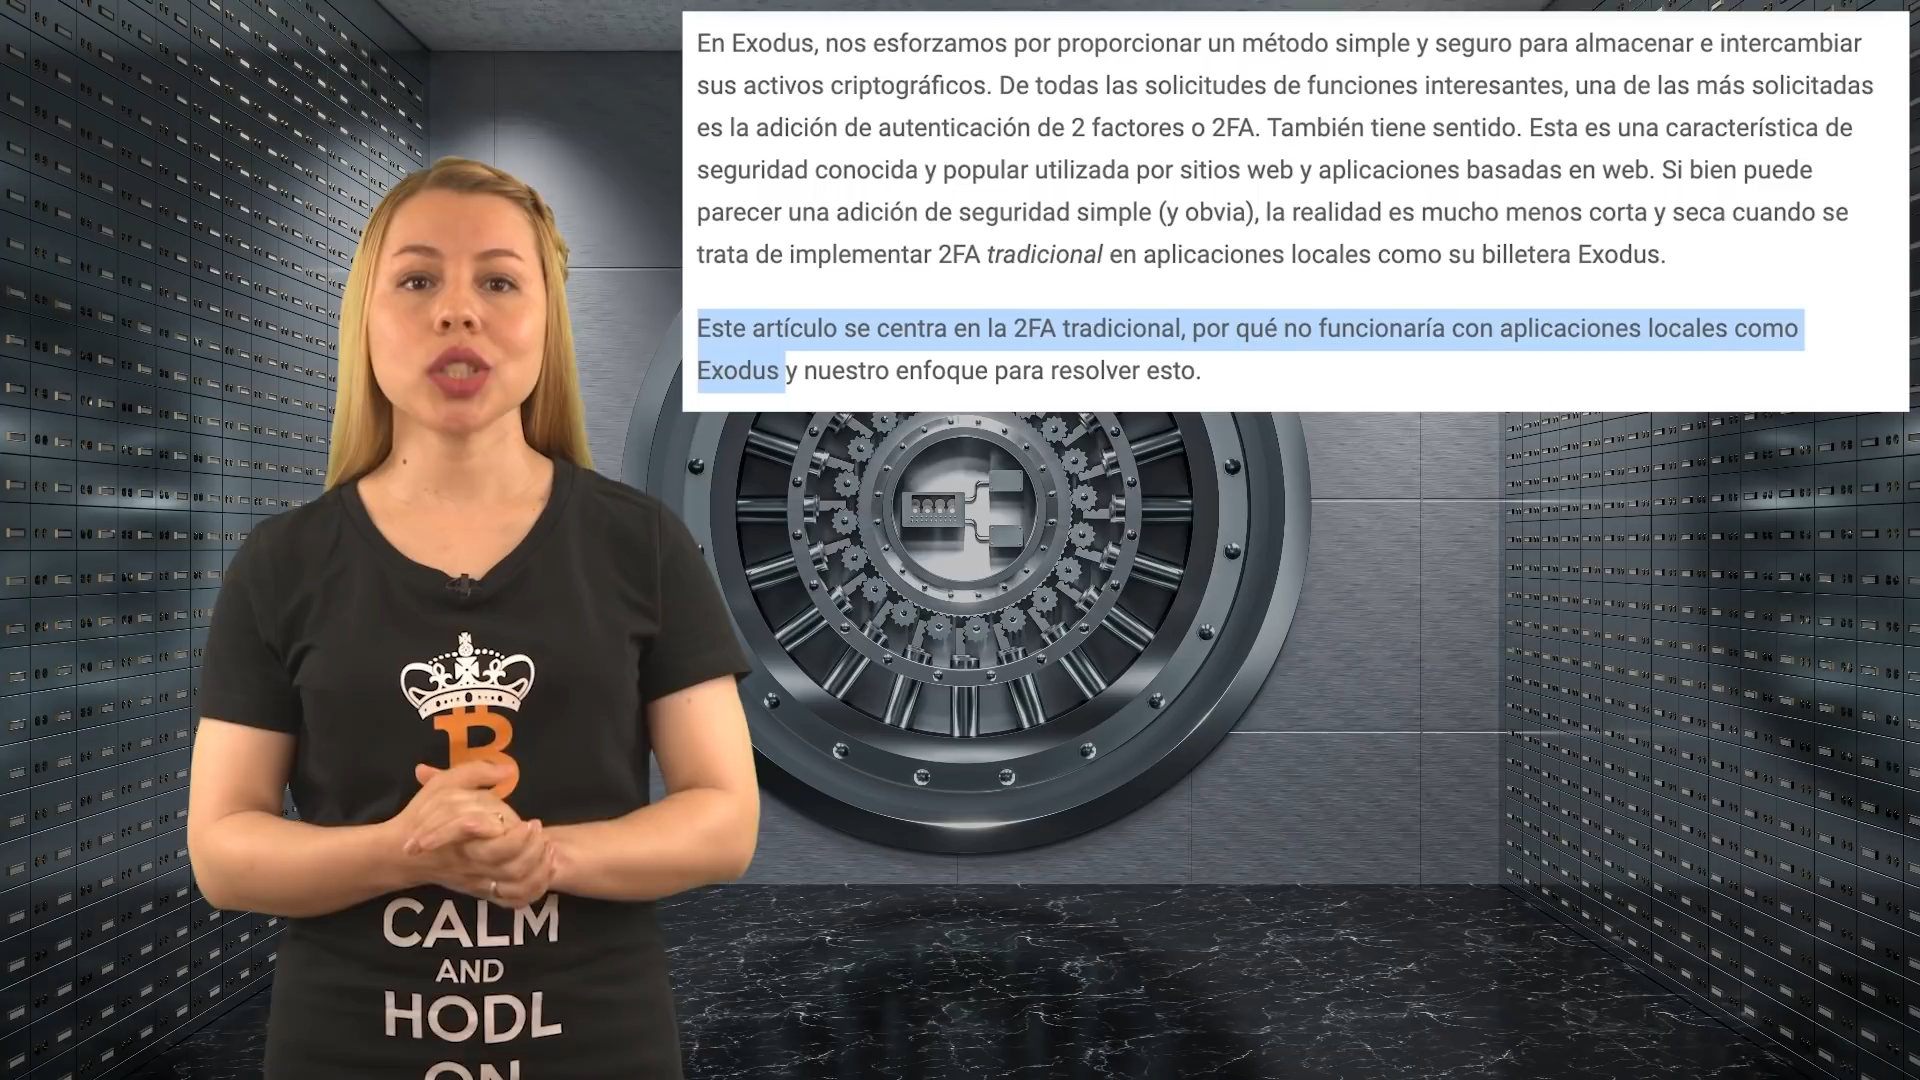 En Exodus, nos esforzamos por proporcionar un método simple y seguro para almacenar e intercambiar
sus activos criptográficos. De todas las solicitudes de funciones interesantes, una de las más solicitadas
es la adición de autenticación de 2 factores o 2FA. También tiene sentido. Esta es una característica de
seguridad conocida y popular utilizada por sitios web y aplicaciones basadas en web. Si bien puede
parecer una adición de seguridad simple (y obvia), la realidad es mucho menos corta y seca cuando se
trata de implementar 2FA tradicional en aplicaciones locales como su billetera Exodus.
Este artículo se centra en la 2FA tradicional, por qué no funcionaría con aplicaciones locales como
Exodus y nuestro enfoque para resolver esto.
CALM
AND
HODL
ON